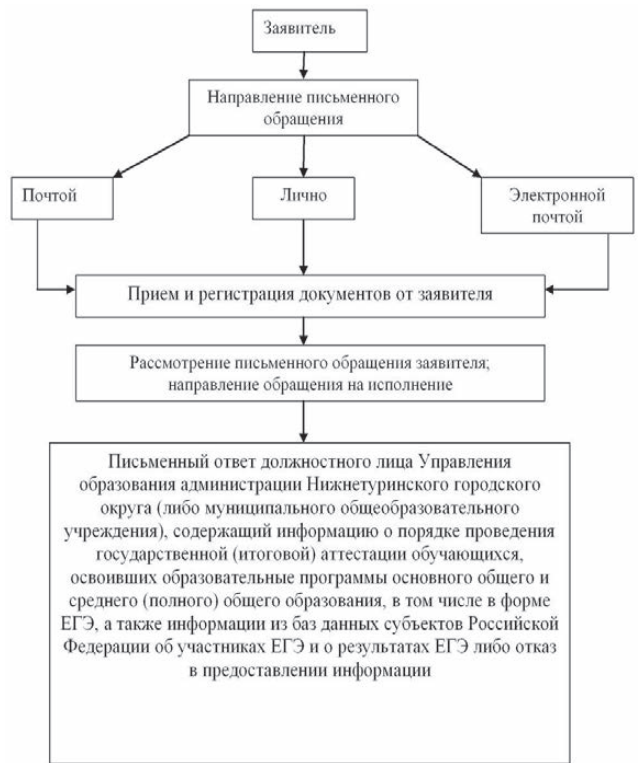 Заявитель
Направление письменного
обращения
Почтой
Лично
Электронной
почтой
Прием и регистрация документов от заявителя
Рассмотрение письменного обращения заявителя;
направление обращения на исполнение
Письменный ответ должностного лица Управления
образования администрации Нижнетуринского городского
округа (либо муниципального общеобразовательного
учреждения), содержащий информацию о порядке проведения
государственной (итоговой) аттестации обучающихся,
освоивших образовательные программы основного общего и
среднего (полного) общего образования, в том числе в форме
ЕГЭ, а также информации из баз данных субъектов Российской
Федерации об участниках ЕГЭ и о результатах ЕГЭ либо отказ
в предоставлении информации